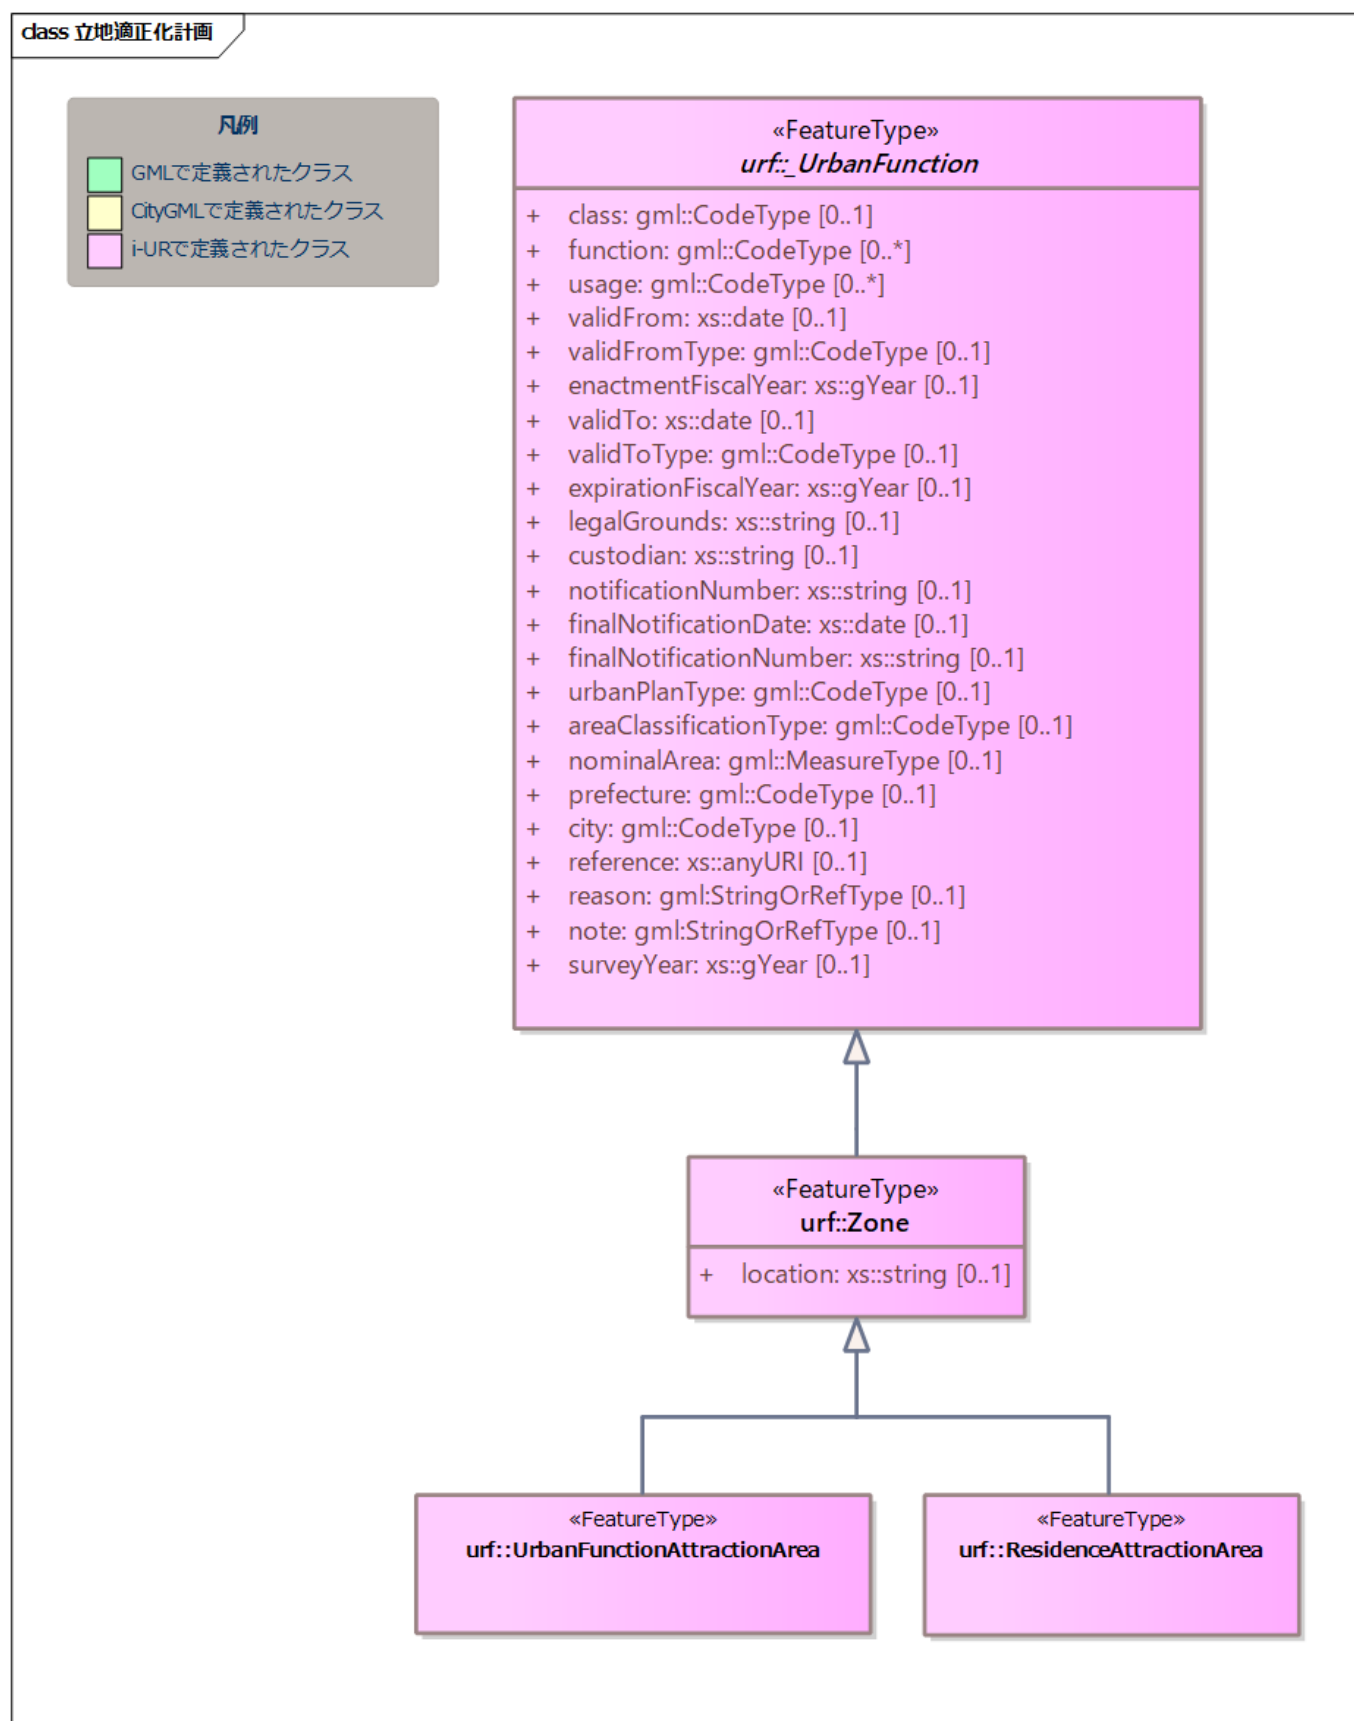 class 立地適正化計画
凡例
GMLで定義されたクラス
CityGMLで定義されたクラス
i-URで定義されたクラス
«FeatureType»
urf::_UrbanFunction
+ class: gml::CodeType [0..1]
+ function: gml::CodeType [0..*]
+ usage: gml::CodeType [0..*]
+ validFrom: xs::date [0..1]
+ validFromType: gml::CodeType [0..1]
+ enactmentFiscalYear: xs::gYear [0..1]
+ validTo: xs::date [0..1]
+ validToType: gml::CodeType [0..1]
+ expirationFiscalYear: xs::gYear [0..1]
+ legalGrounds: xs::string [0..1]
+ custodian: xs::string [0..1]
+ notificationNumber: xs::string [0..1]
+ finalNotificationDate: xs::date [0..1]
+ finalNotificationNumber: xs::string [0..1]
+ urbanPlanType: gml::CodeType [0..1]
+ areaClassificationType: gml::CodeType [0..1]
+ nominalArea: gml::MeasureType [0..1]
+ prefecture: gml::CodeType [0..1]
+ city: gml::CodeType [0..1]
+ reference: xs::anyURI [0..1]
+ reason: gml:StringOrRefType [0..1]
+ note: gml:StringOrRefType [0..1]
+ surveyYear: xs::gYear [0..1]
«FeatureType»
urf::Zone
+ location: xs::string [0..1]
«FeatureType»
urf::UrbanFunctionAttractionArea
«FeatureType»
urf::ResidenceAttractionArea